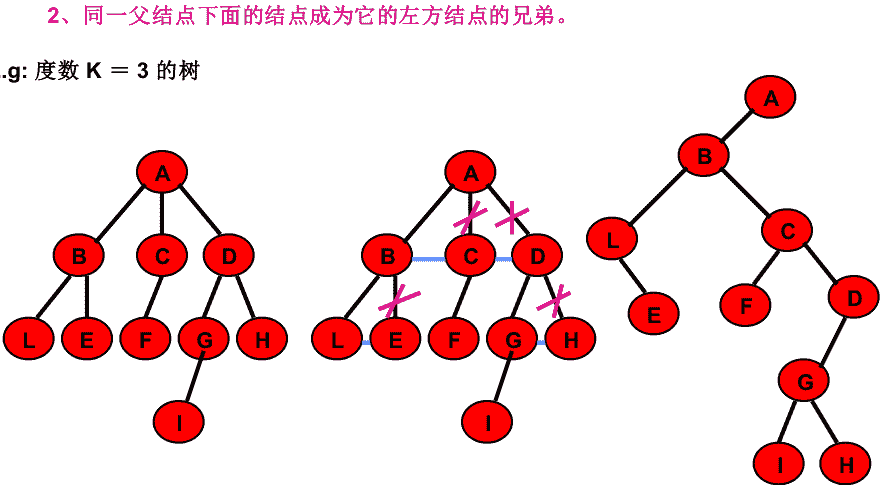 2、同一父结点下面的结点成为它的左方结点的兄弟。
.g: 度数 K = 3 的树
A
B C D
L E F G H
I
A
B C D
L E F G H
I
A
B
L C
E F D
G
I H